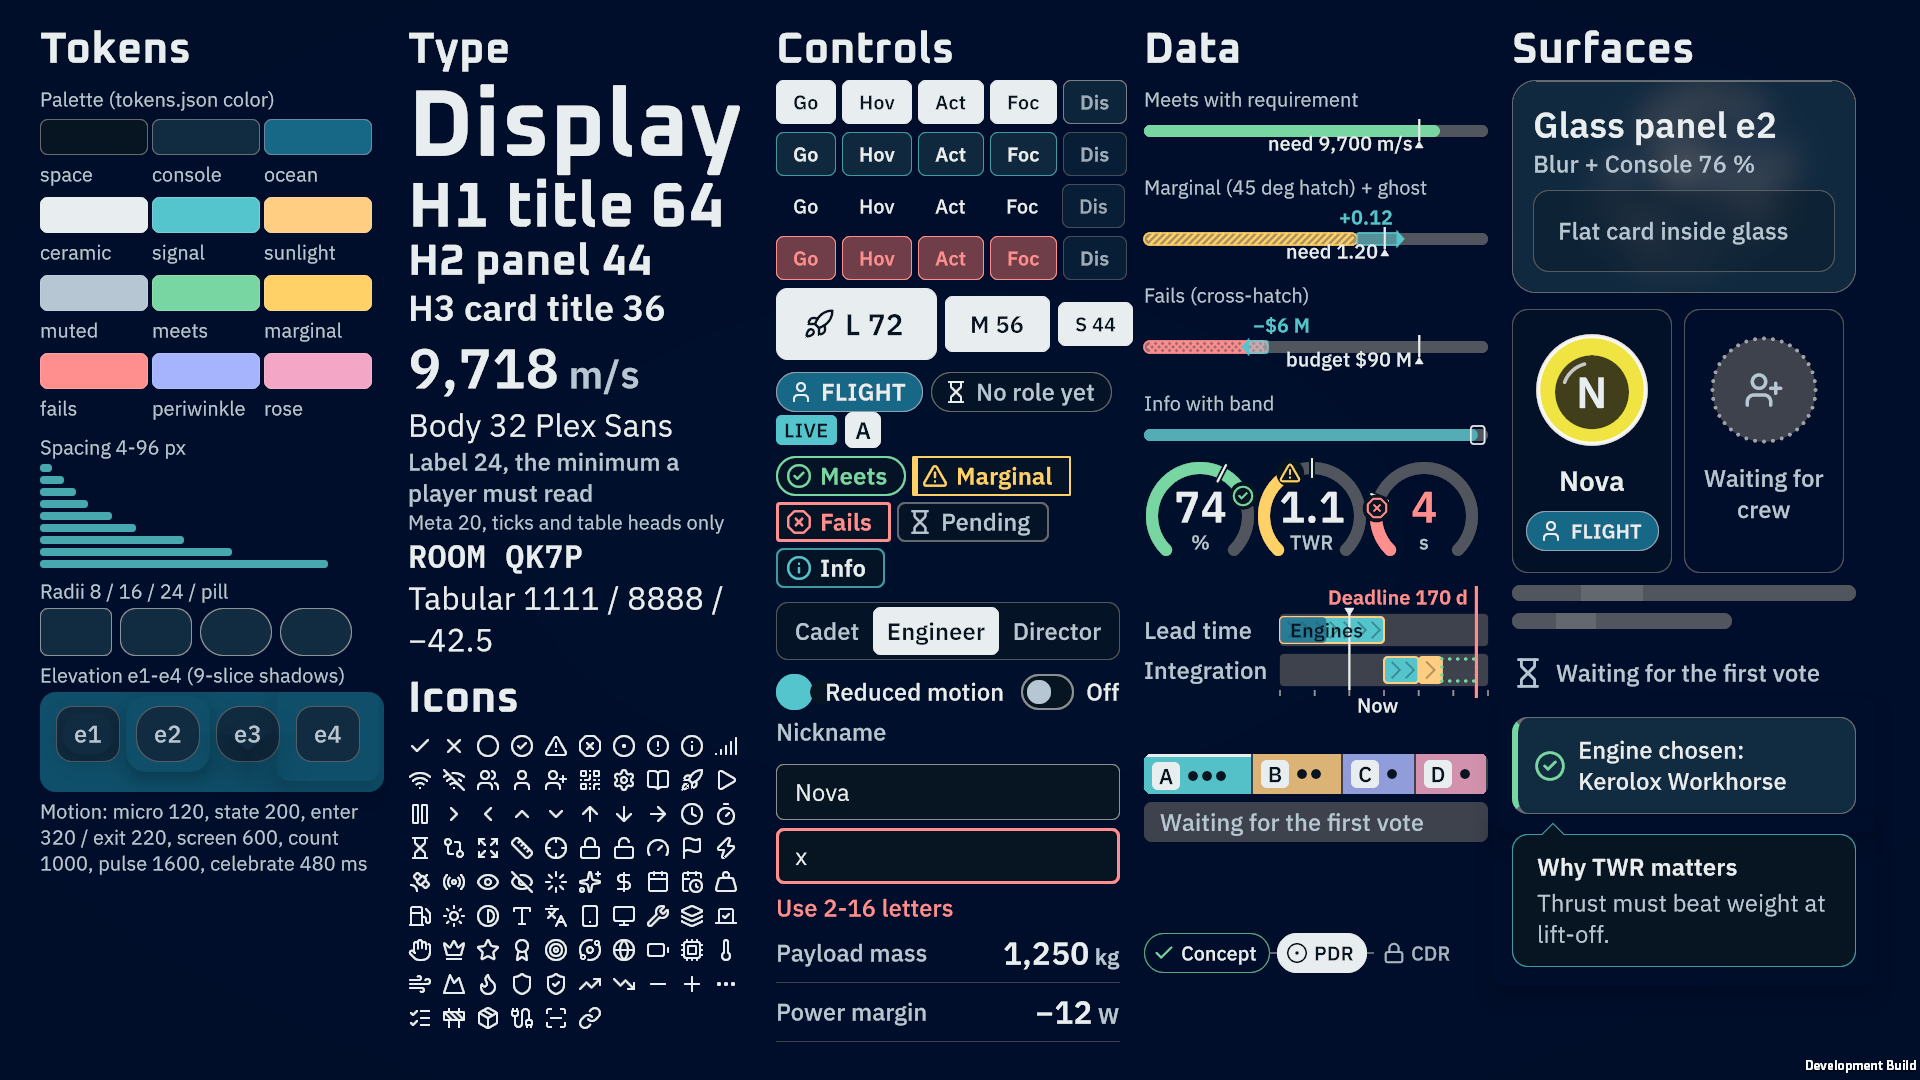 Tokens
Palette (tokens.json color)
space console ocean
ceramic signal sunlight
muted meets marginal
fails periwinkle rose
Spacing 4-96 px
Radii 8 / 16 / 24 / pill
Elevation e1-e4 (9-slice shadows)
e1 e2 e3 e4
Motion: micro 120, state 200, enter
320 / exit 220, screen 600, count
1000, pulse 1600, celebrate 480 ms
Type
Display
H1 title 64
H2 panel 44
H3 card title 36
9,718 m/s
Body 32 Plex Sans
Label 24, the minimum a
player must read
Meta 20, ticks and table heads only
ROOM QK7P
Tabular 1111 / 8888 /
−42.5
Icons
Controls
Go Hov Act Foc Dis
Go Hov Act Foc Dis
Go Hov Act Foc Dis
Go Hov Act Foc Dis
L 72 M 56 S 44
FLIGHT No role yet
LIVE A
Meets Marginal
Fails Pending
Info
Cadet Engineer Director
Reduced motion Off
Nickname
Nova
x
Use 2-16 letters
Payload mass 1,250 kg
Power margin −12 W
Data
Meets with requirement
need 9,700 m/s
Marginal (45 deg hatch) + ghost
+0.12
need 1.20
Fails (cross-hatch)
−$6 M
budget $90 M
Info with band
74 %
1.1 TWR
4 s
Deadline 170 d
Lead time Engines
Integration
Now
A B C D
Waiting for the first vote
Concept PDR CDR
Surfaces
Glass panel e2
Blur + Console 76 %
Flat card inside glass
N
Nova
FLIGHT
Waiting for
crew
Waiting for the first vote
Engine chosen:
Kerolox Workhorse
Why TWR matters
Thrust must beat weight at
lift-off.
Development Build